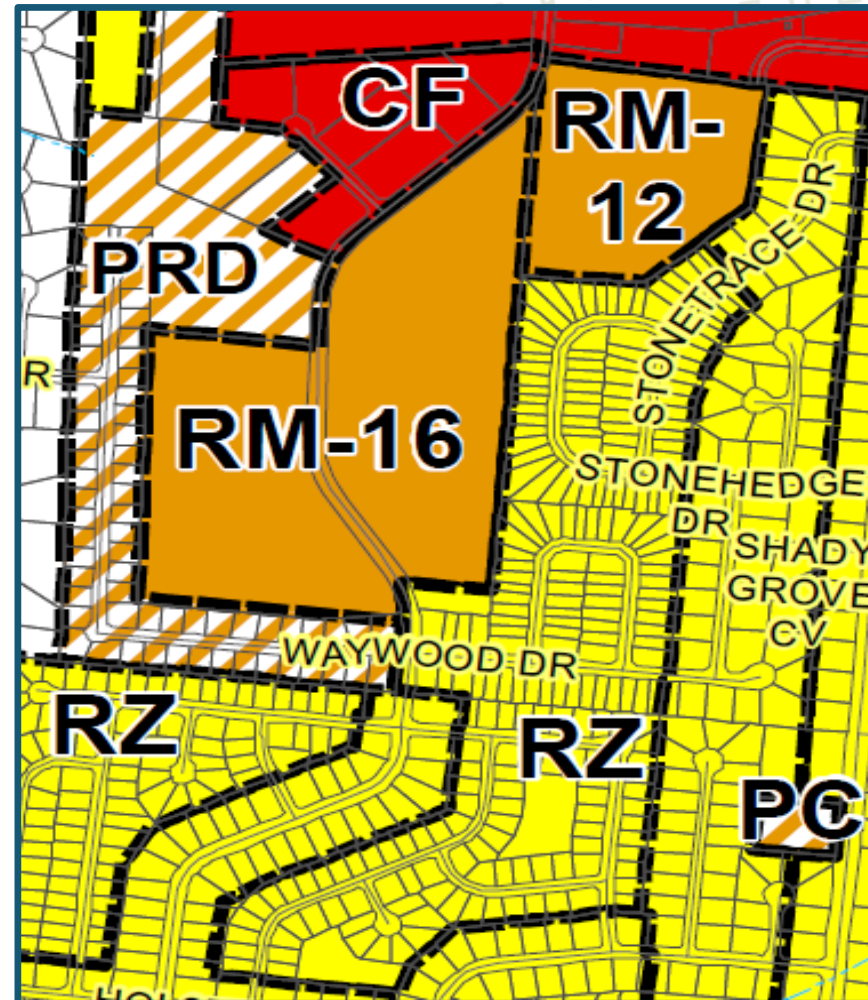 CF
RM-
12
STONETRACE DR
PRD
R
RM-16
STONEHEDGE
DR
SHADY
GROVE
CV
WAYWOOD DR
RZ
RZ
PC